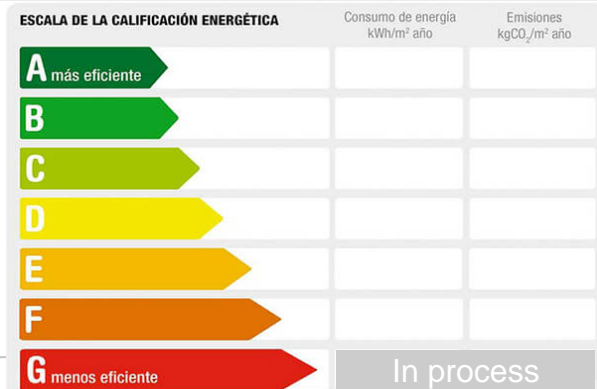 ESCALA DE LA CALIFICACIÓN ENERGÉTICA
Consumo de energía
kWh/m² año
Emisiones
kgCO₂/m² año
A más eficiente
B
C
D
E
F
G menos eficiente
In process